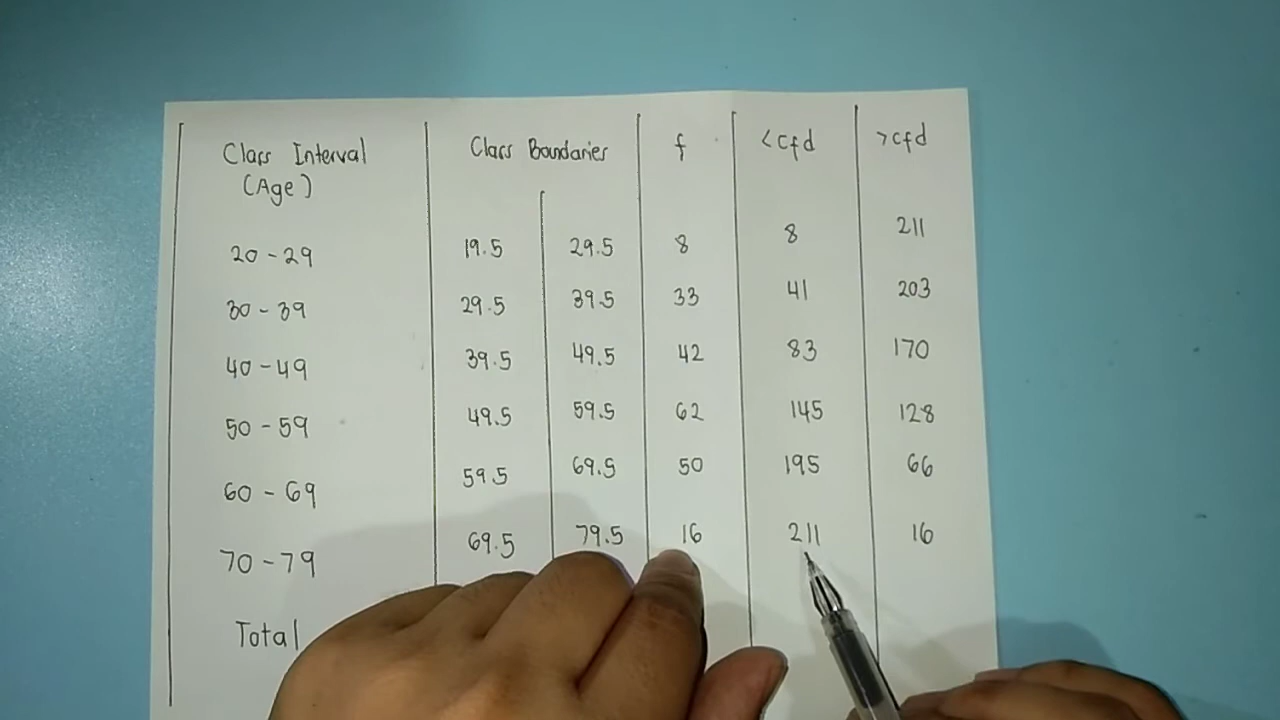 Class Interval (Age) Class Boundaries f <cfd >cfd
20 - 29 19.5 29.5 8 8 211
30 - 39 29.5 39.5 33 41 203
40 - 49 39.5 49.5 42 83 170
50 - 59 49.5 59.5 62 145 128
60 - 69 59.5 69.5 50 195 66
70 - 79 69.5 79.5 16 211 16
Total